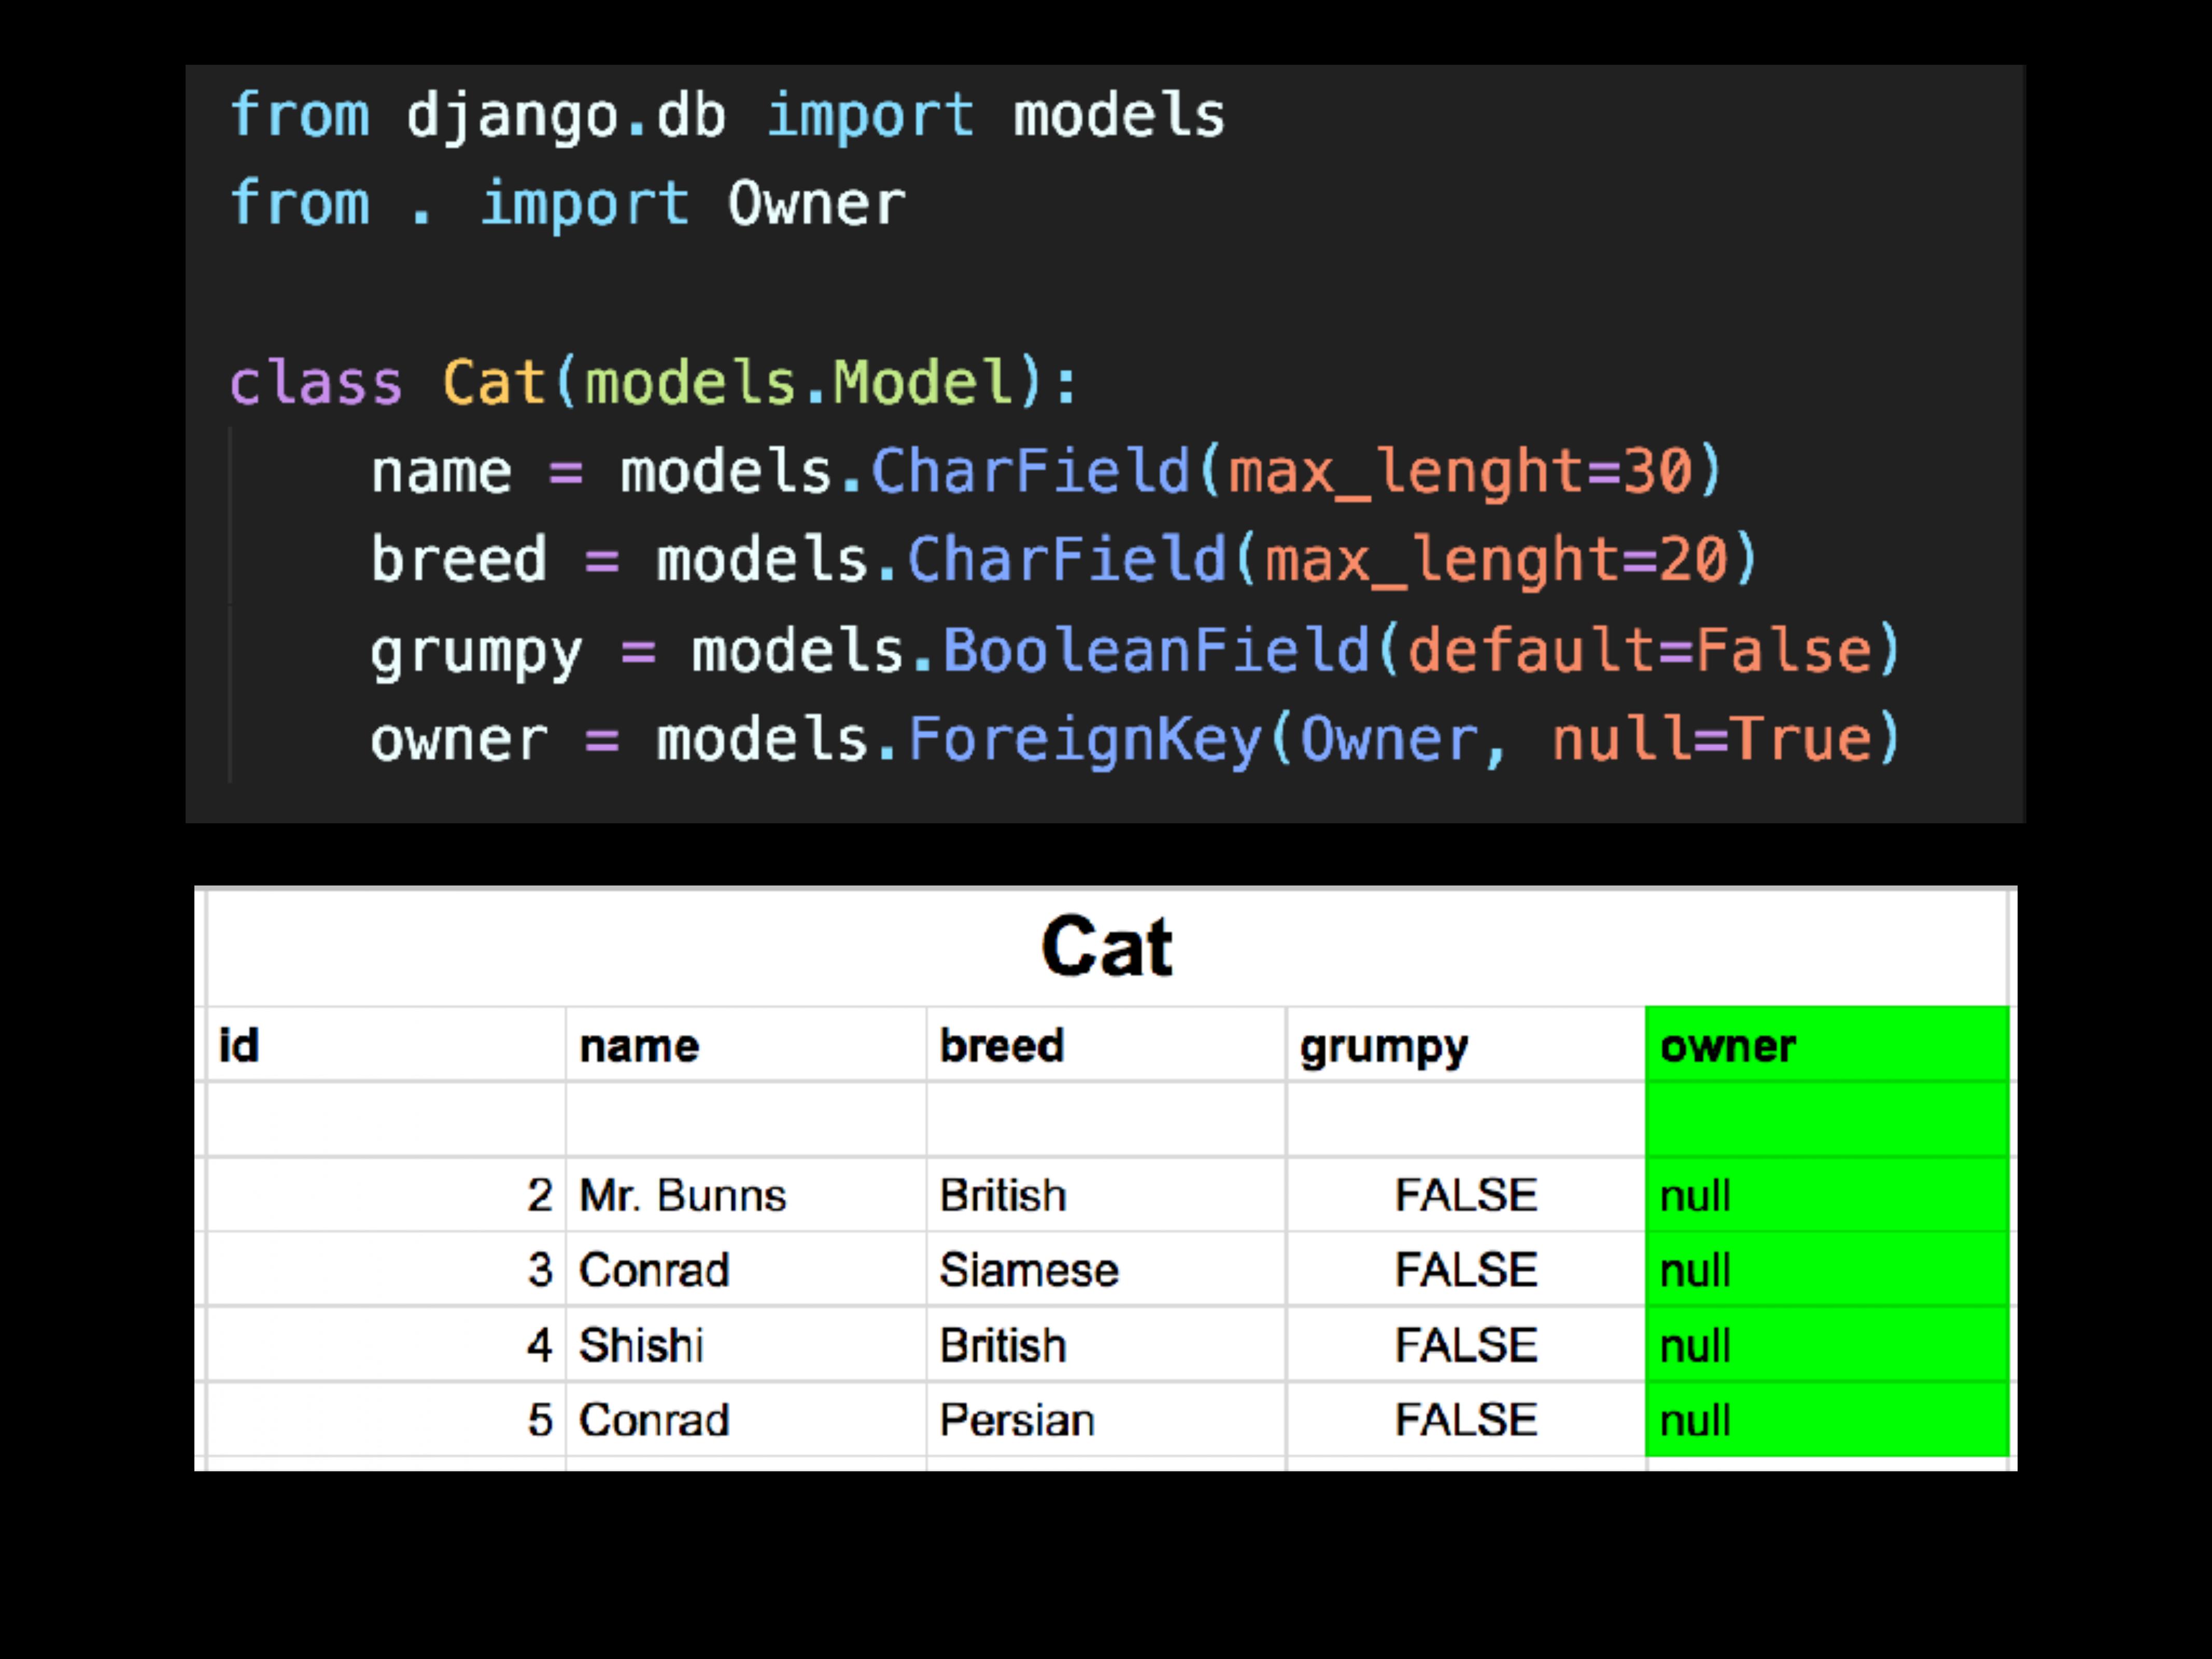 from django.db import models
from . import Owner
class Cat(models.Model):
name = models.CharField(max_lenght=30)
breed = models.CharField(max_lenght=20)
grumpy = models.BooleanField(default=False)
owner = models.ForeignKey(Owner, null=True)
Cat
id name breed grumpy owner
2 Mr. Bunns British FALSE null
3 Conrad Siamese FALSE null
4 Shishi British FALSE null
5 Conrad Persian FALSE null